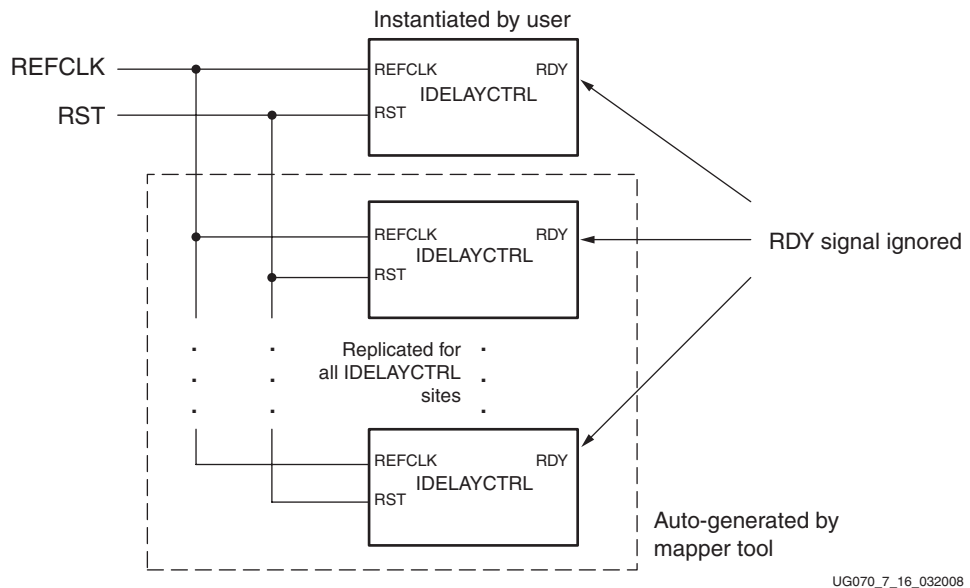 Instantiated by user
REFCLK
RST
REFCLK RDY
IDELAYCTRL
RST
REFCLK RDY
IDELAYCTRL
RST
RDY signal ignored
Replicated for
all IDELAYCTRL
sites
REFCLK RDY
IDELAYCTRL
RST
Auto-generated by
mapper tool
UG070_7_16_032008